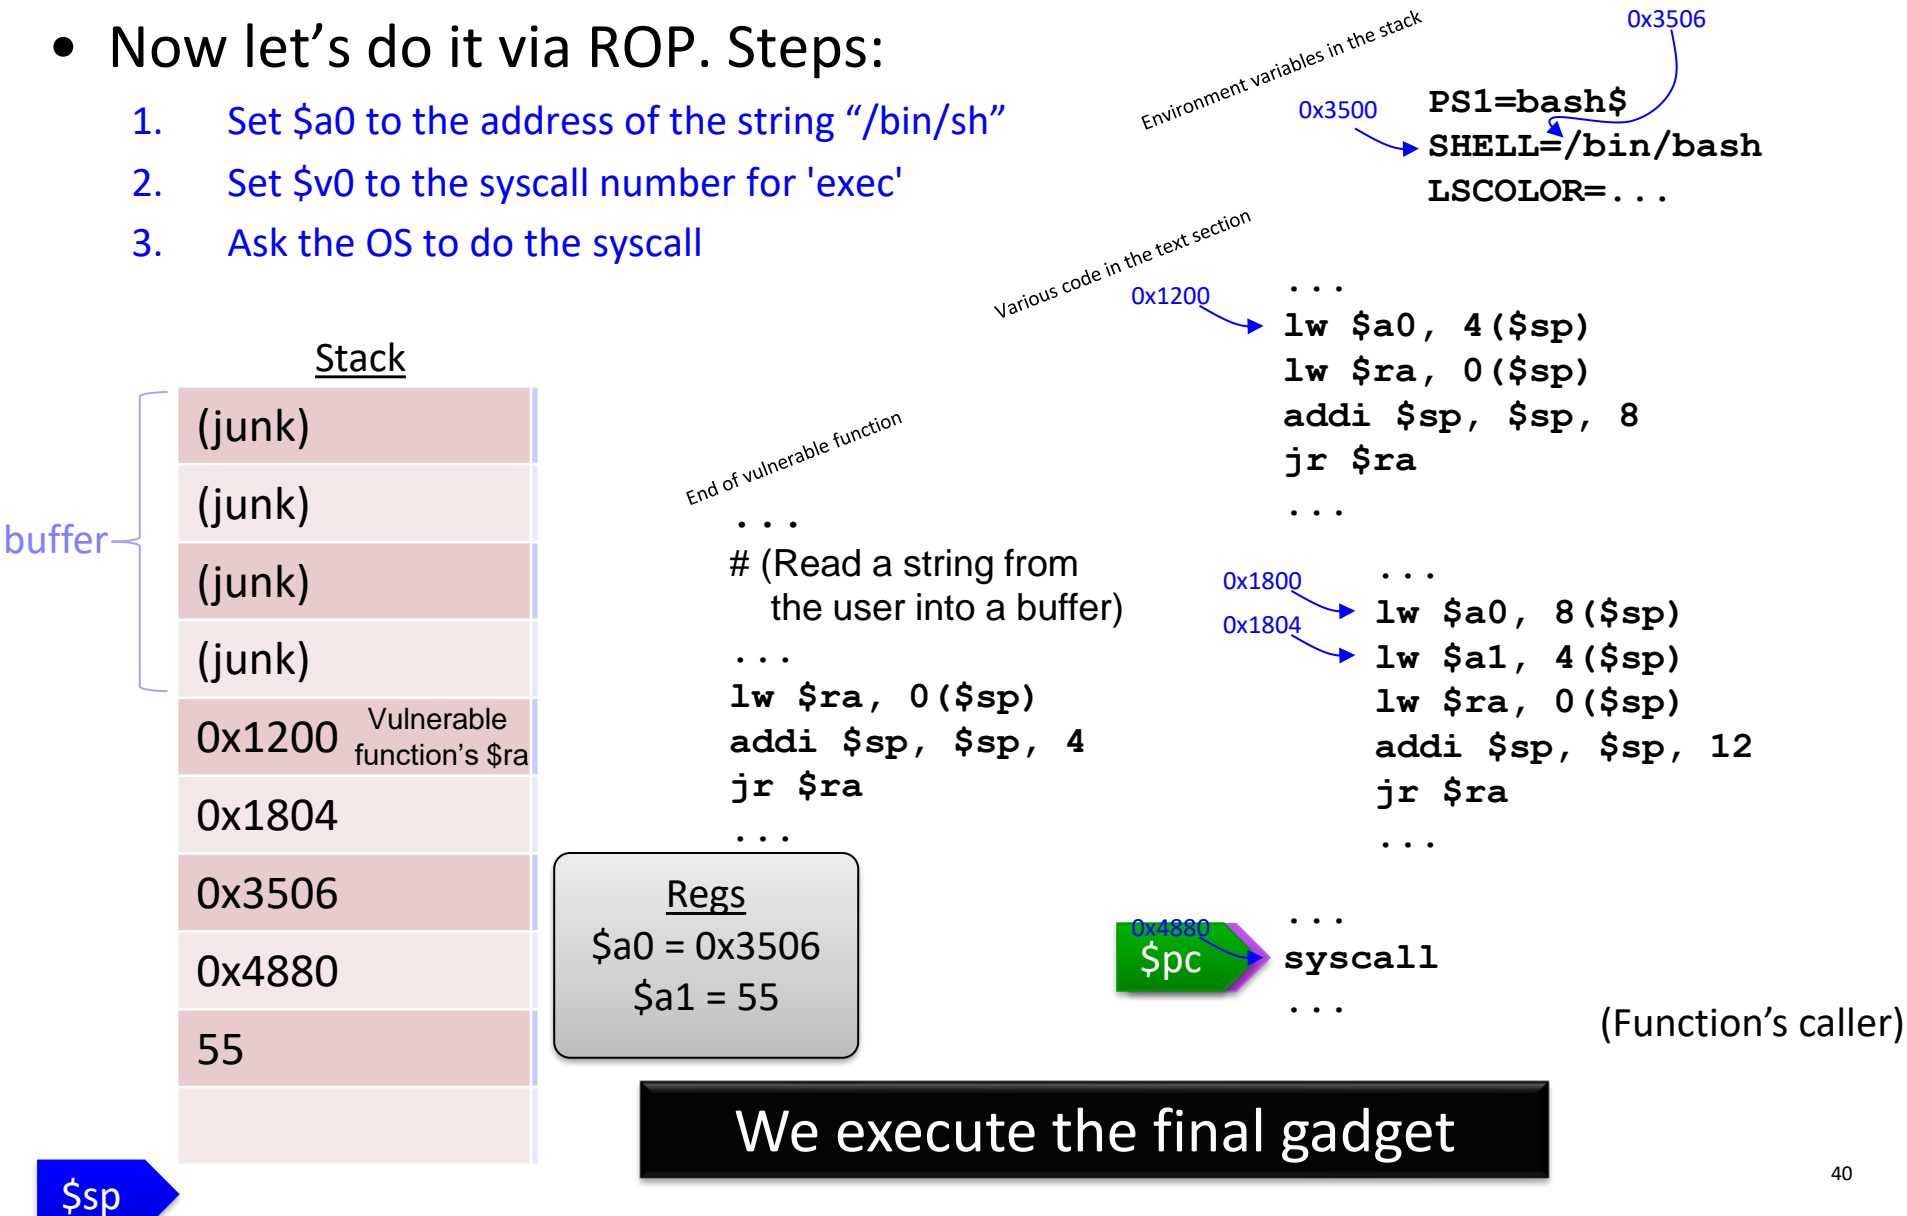 • Now let’s do it via ROP. Steps:
1. Set $a0 to the address of the string “/bin/sh”
2. Set $v0 to the syscall number for 'exec'
3. Ask the OS to do the syscall
Environment variables in the stack
0x3506
0x3500
PS1=bash$
SHELL=/bin/bash
LSCOLOR=...
Various code in the text section
0x1200
...
lw $a0, 4($sp)
lw $ra, 0($sp)
addi $sp, $sp, 8
jr $ra
...
0x1800
0x1804
...
lw $a0, 8($sp)
lw $a1, 4($sp)
lw $ra, 0($sp)
addi $sp, $sp, 12
jr $ra
...
0x4880
$pc
...
syscall
...
(Function’s caller)
End of vulnerable function
...
# (Read a string from
the user into a buffer)
...
lw $ra, 0($sp)
addi $sp, $sp, 4
jr $ra
...
Stack
buffer
(junk)
(junk)
(junk)
(junk)
0x1200 Vulnerable
function’s $ra
0x1804
0x3506
0x4880
55
$sp
Regs
$a0 = 0x3506
$a1 = 55
We execute the final gadget
40